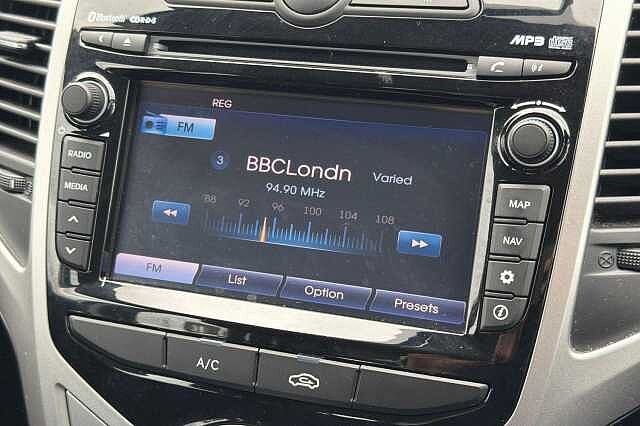 Bluetooth CD-R-D-S
MP3
REG
FM
3 BBCLondn Varied
94.90 MHz
88 92 96 100 104 108
FM List Option Presets
RADIO
MEDIA
MAP
NAV
A/C